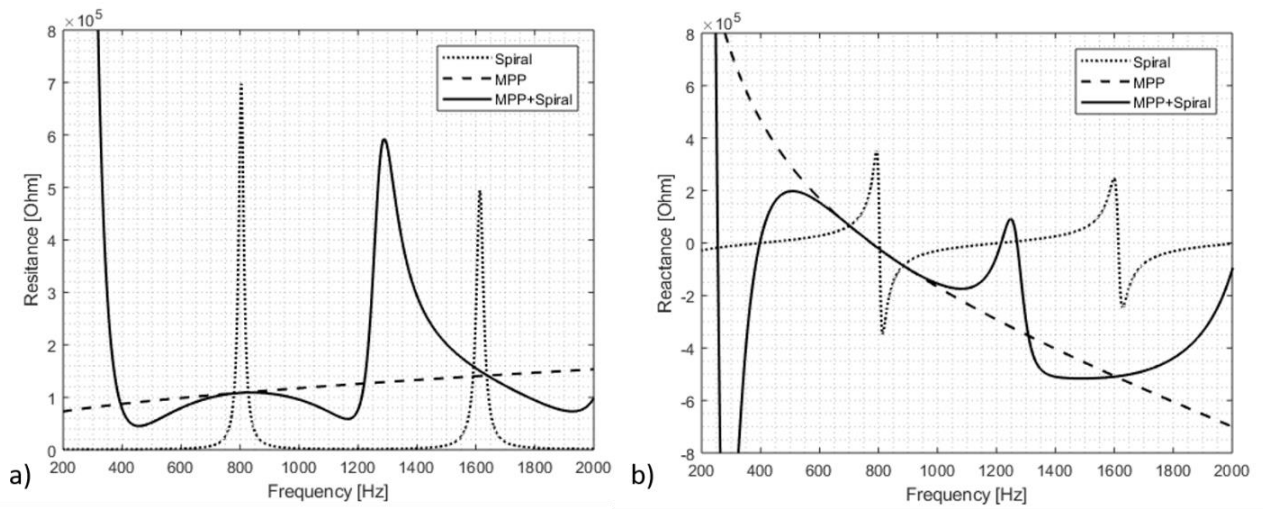 ×10⁵
8
7
6
5
4
3
2
1
0
Resitance [Ohm]
Spiral
MPP
MPP+Spiral
200 400 600 800 1000 1200 1400 1600 1800 2000
Frequency [Hz]
a)
×10⁵
8
6
4
2
0
-2
-4
-6
-8
Reactance [Ohm]
Spiral
MPP
MPP+Spiral
200 400 600 800 1000 1200 1400 1600 1800 2000
Frequency [Hz]
b)